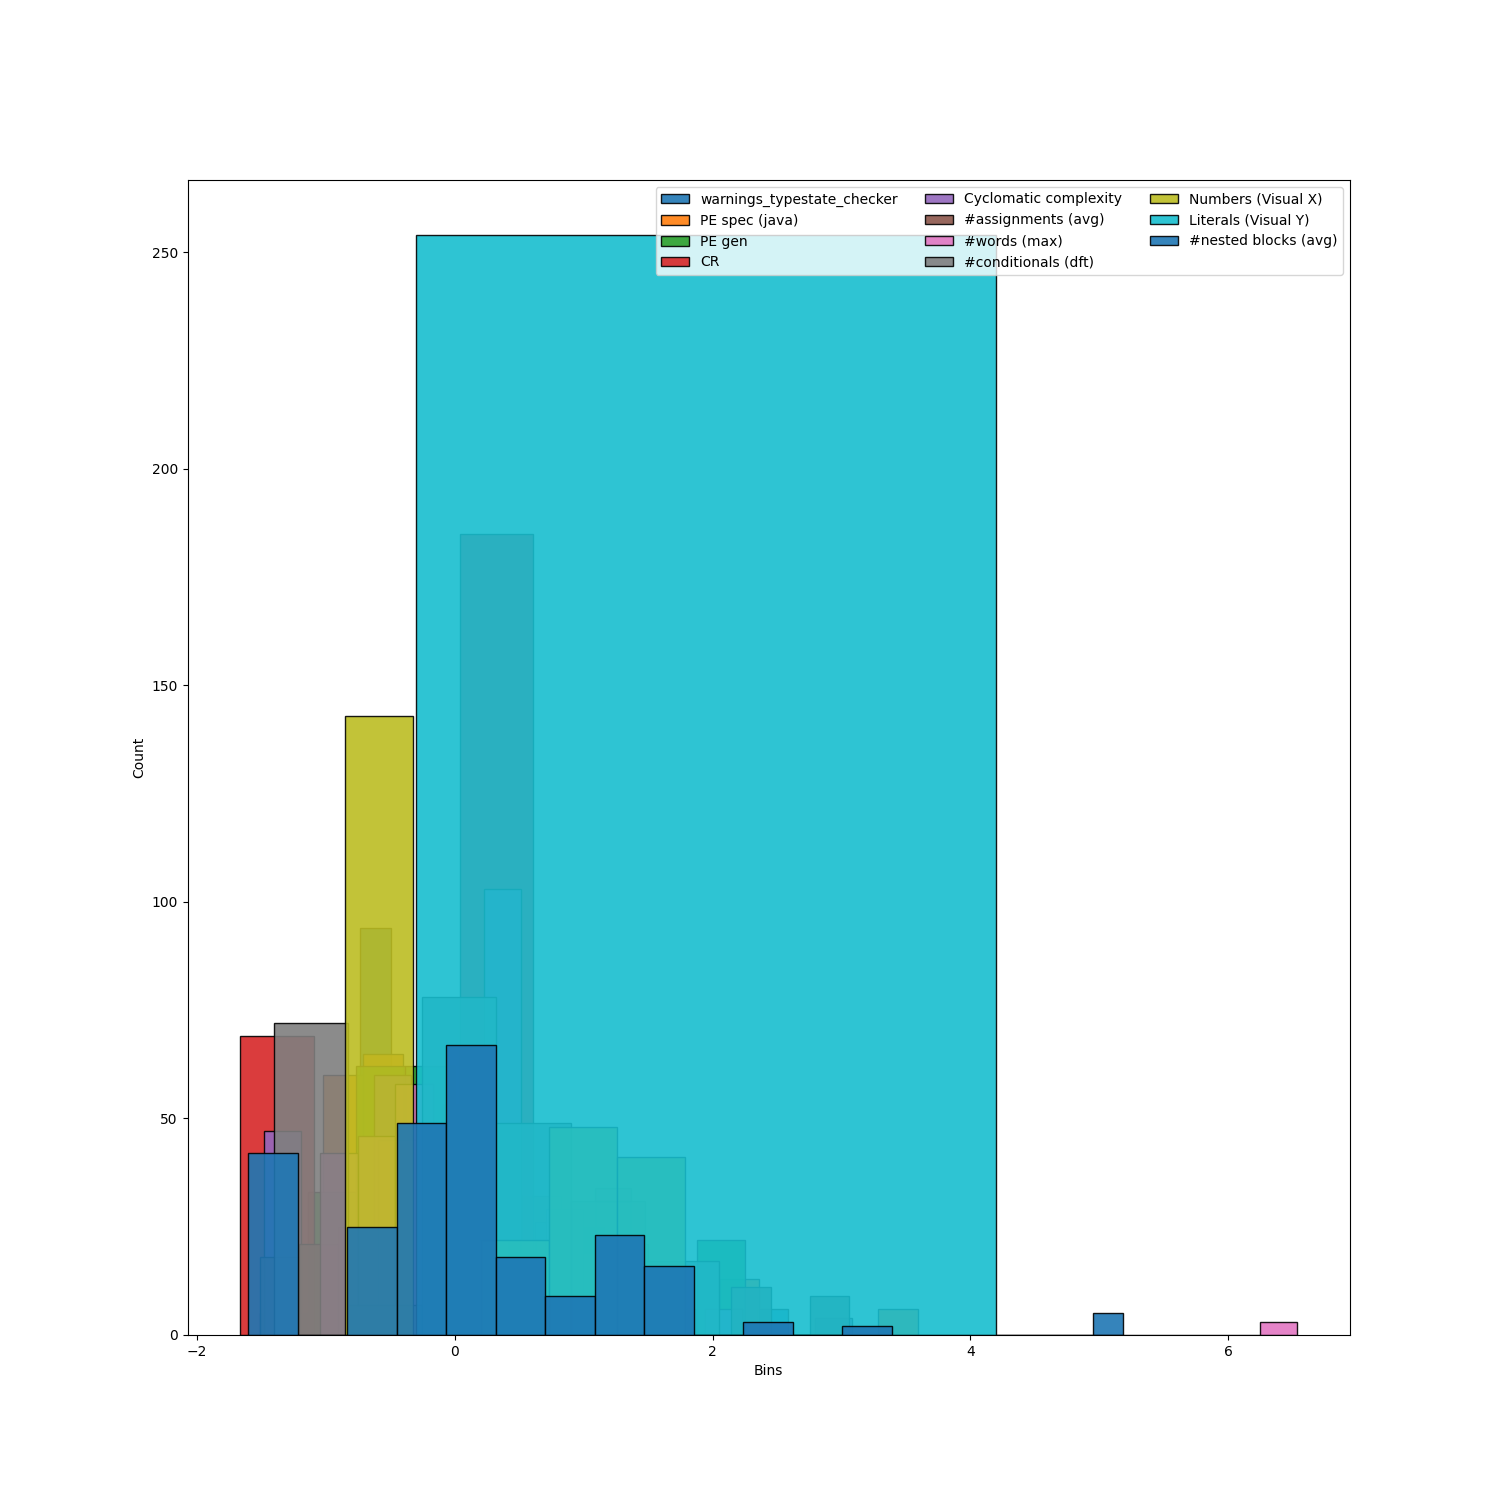 warnings_typestate_checker
PE spec (java)
PE gen
CR
Cyclomatic complexity
#assignments (avg)
#words (max)
#conditionals (dft)
Numbers (Visual X)
Literals (Visual Y)
#nested blocks (avg)
250
200
150
100
50
0
Count
−2
0
2
4
6
Bins